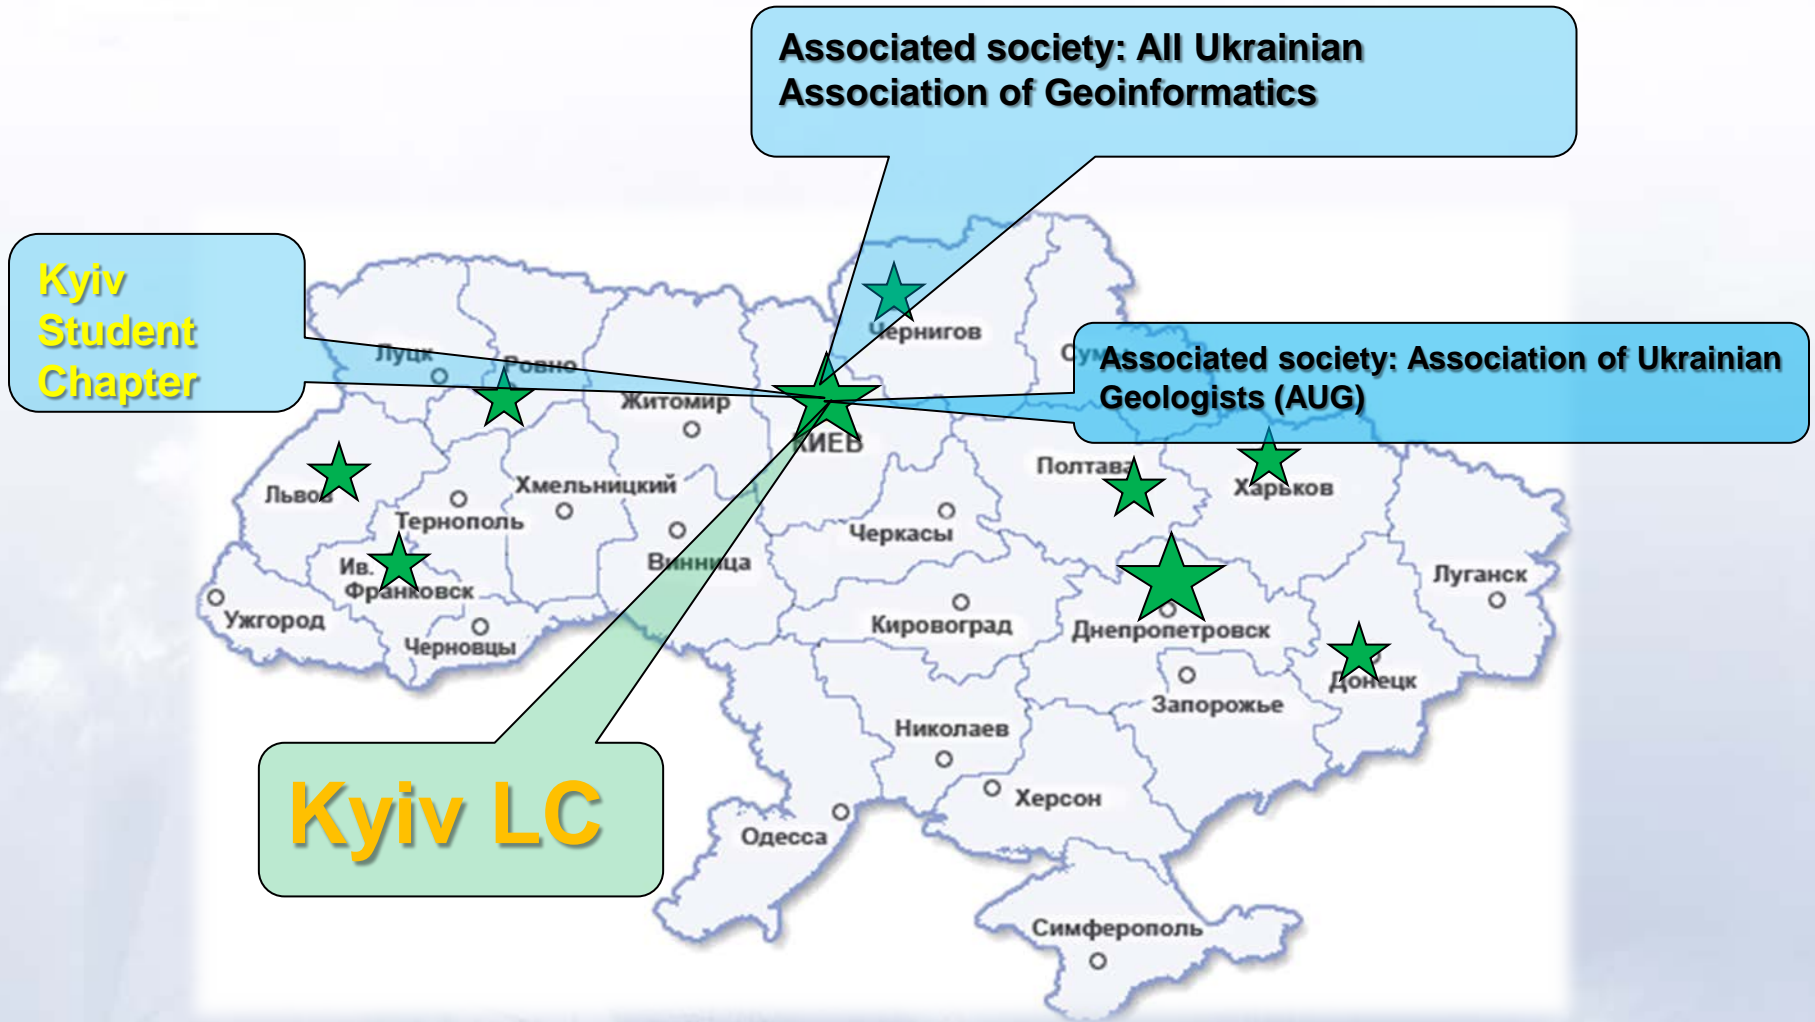 Associated society: All Ukrainian
Association of Geoinformatics
Kyiv
Student
Chapter
Associated society: Association of Ukrainian
Geologists (AUG)
Чернигов
Луцк
Ровно
Житомир
КИЕВ
Полтава
Харьков
Львов
Тернополь
Хмельницкий
Черкасы
Винница
Ив.
Франковск
Луганск
Ужгород
Черновцы
Кировоград
Днепропетровск
Донецк
Запорожье
Николаев
Херсон
Kyiv LC
Одесса
Симферополь